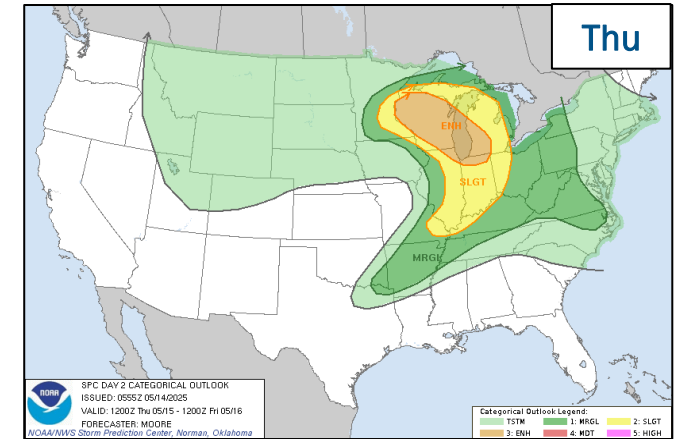 Thu
ENH
SLGT
MRGL
NOAA
SPC DAY 2 CATEGORICAL OUTLOOK
ISSUED: 0555Z 05/14/2025
VALID: 1200Z Thu 05/15 - 1200Z Fri 05/16
FORECASTER: MOORE
NOAA/NWS Storm Prediction Center, Norman, Oklahoma
Categorical Outlook Legend:
TSTM 1: MRGL 2: SLGT
3: ENH 4: MDT 5: HIGH